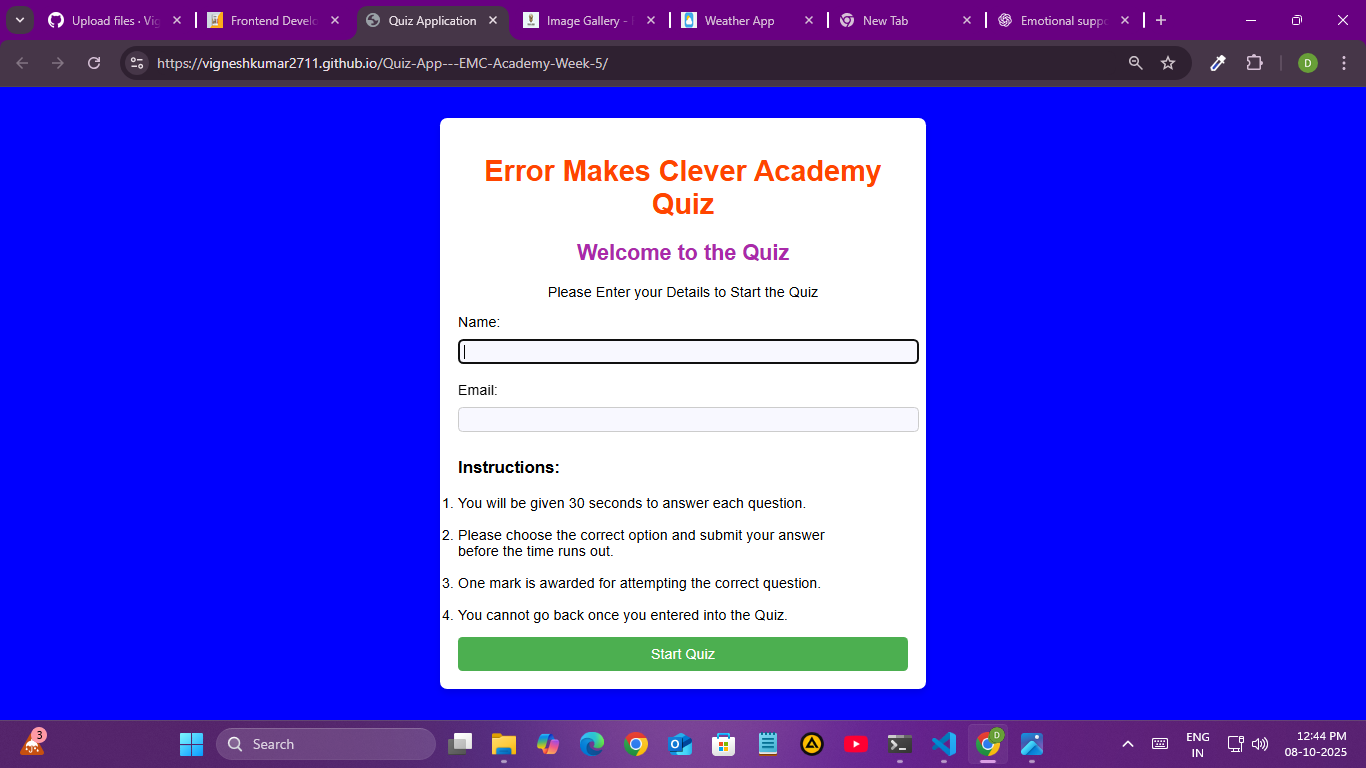 Upload files · Vig
Frontend Develo
Quiz Application
Image Gallery -
Weather App
New Tab
Emotional suppo
https://vigneshkumar2711.github.io/Quiz-App---EMC-Academy-Week-5/
D
Error Makes Clever Academy
Quiz
Welcome to the Quiz
Please Enter your Details to Start the Quiz
Name:
Email:
Instructions:
1. You will be given 30 seconds to answer each question.
2. Please choose the correct option and submit your answer
before the time runs out.
3. One mark is awarded for attempting the correct question.
4. You cannot go back once you entered into the Quiz.
Start Quiz
3
Search
D
ENG
IN
12:44 PM
08-10-2025